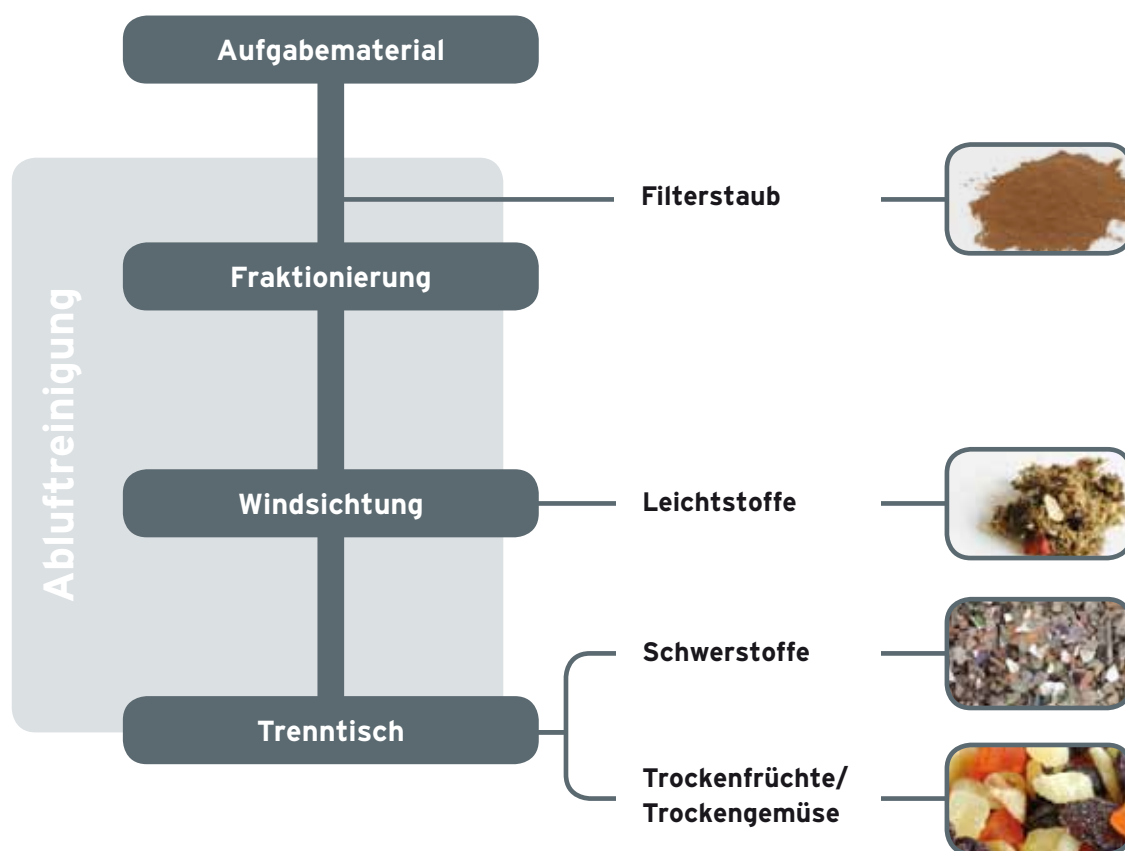 Aufgabematerial
Filterstaub
Fraktionierung
Abluftreinigung
Windsichtung
Leichtstoffe
Schwerstoffe
Trenntisch
Trockenfrüchte/
Trockengemüse